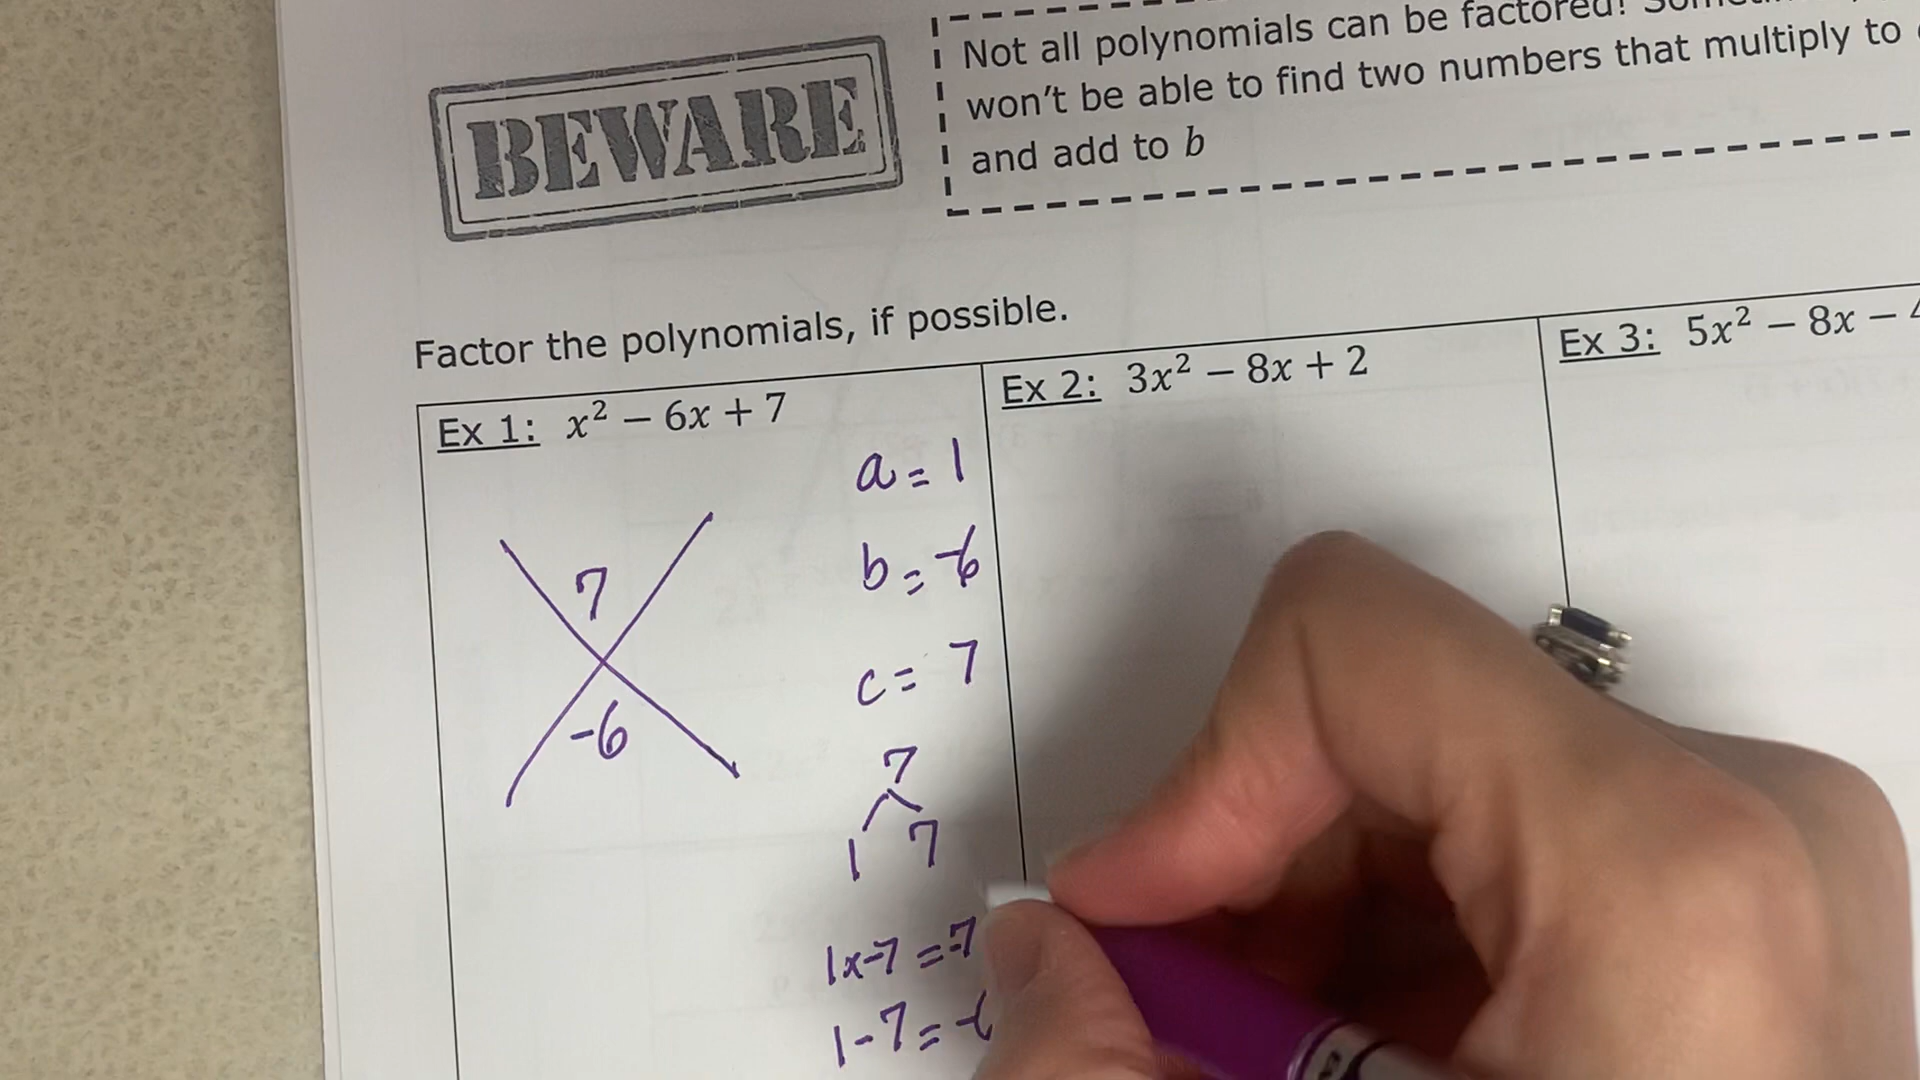 BEWARE
Not all polynomials can be factored!
won't be able to find two numbers that multiply to
and add to b
Factor the polynomials, if possible.
Ex 1: x² – 6x + 7
Ex 2: 3x² – 8x + 2
Ex 3: 5x² – 8x –
a = 1
b = -6
c = 7
7
-6
7
1 7
1x-7 = -7
1-7 = -6